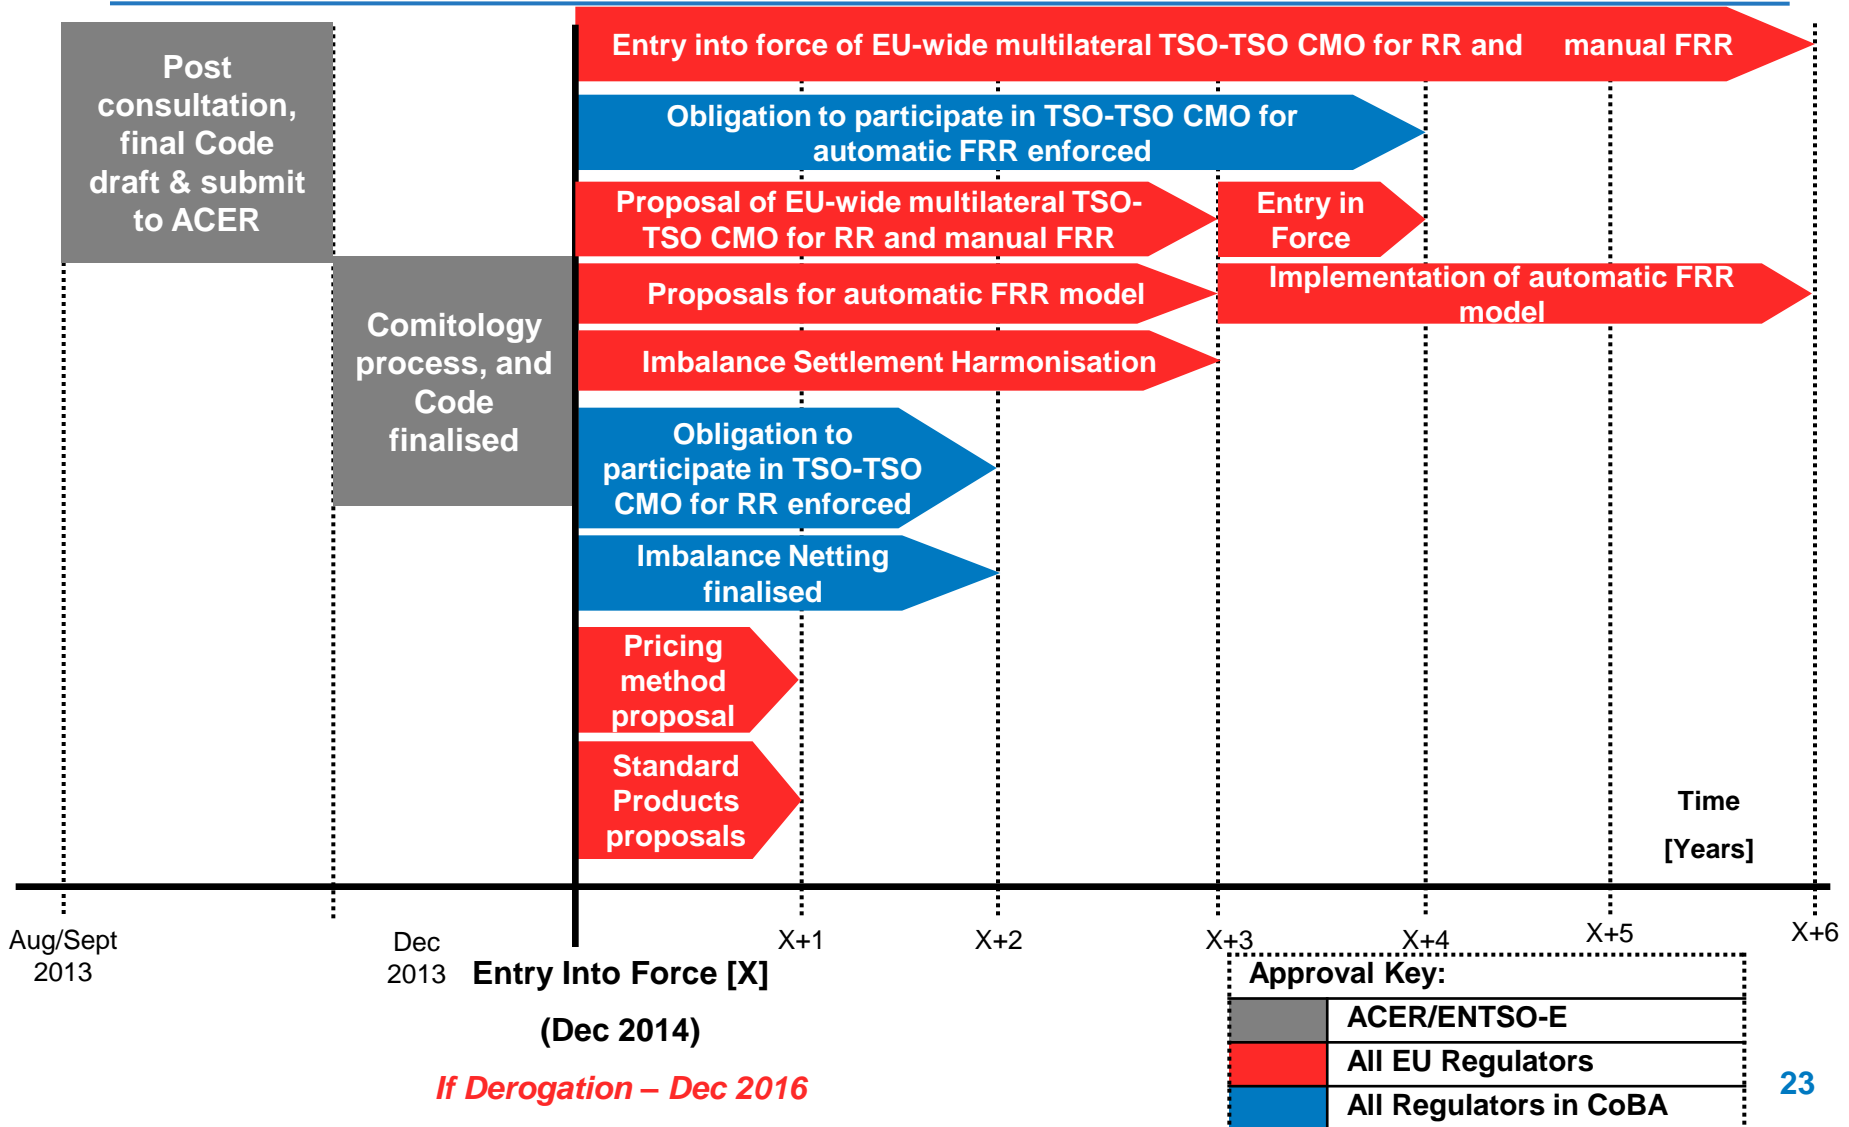 Post
consultation,
final Code
draft & submit
to ACER
Comitology
process, and
Code
finalised
Entry into force of EU-wide multilateral TSO-TSO CMO for RR and manual FRR
Obligation to participate in TSO-TSO CMO for
automatic FRR enforced
Proposal of EU-wide multilateral TSO-
TSO CMO for RR and manual FRR
Entry in
Force
Proposals for automatic FRR model
Implementation of automatic FRR
model
Imbalance Settlement Harmonisation
Obligation to
participate in TSO-TSO
CMO for RR enforced
Imbalance Netting
finalised
Pricing
method
proposal
Standard
Products
proposals
Time
[Years]
Aug/Sept
2013
Dec
2013
Entry Into Force [X]
(Dec 2014)
If Derogation – Dec 2016
X+1
X+2
X+3
X+4
X+5
X+6
Approval Key:
ACER/ENTSO-E
All EU Regulators
All Regulators in CoBA
23